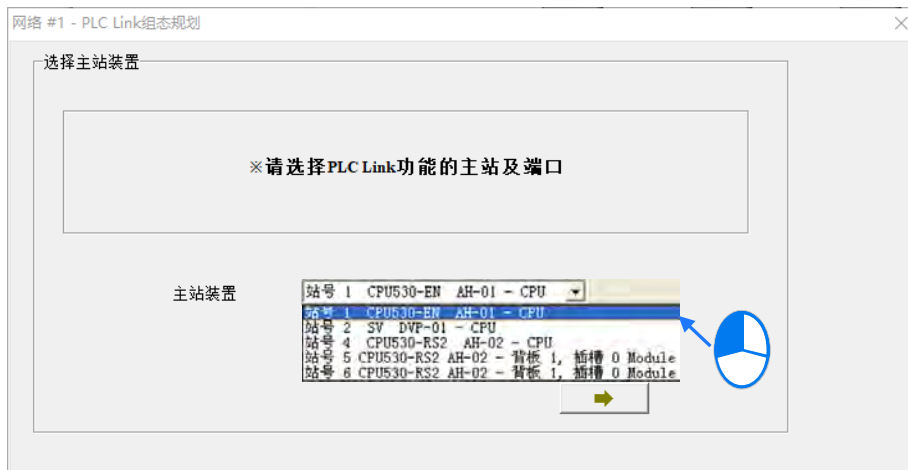 网络 #1 - PLC Link组态规划
选择主站装置
※请选择PLC Link功能的主站及端口
主站装置
站号 1 CPU530-EN AH-01 - CPU
站号 1 CPU530-EN AH-01 - CPU
站号 2 SV DVP-01 - CPU
站号 4 CPU530-RS2 AH-02 - CPU
站号 5 CPU530-RS2 AH-02 - 背板 1, 插槽 0 Module
站号 6 CPU530-RS2 AH-02 - 背板 1, 插槽 0 Module